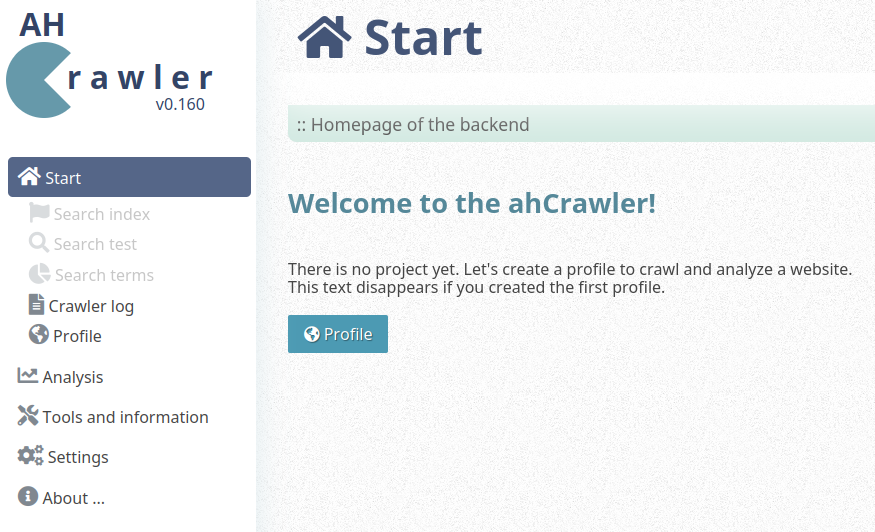 AH
rawler
v0.160
Start
Search index
Search test
Search terms
Crawler log
Profile
Analysis
Tools and information
Settings
About ...
Start
:: Homepage of the backend
Welcome to the ahCrawler!
There is no project yet. Let's create a profile to crawl and analyze a website.
This text disappears if you created the first profile.
Profile